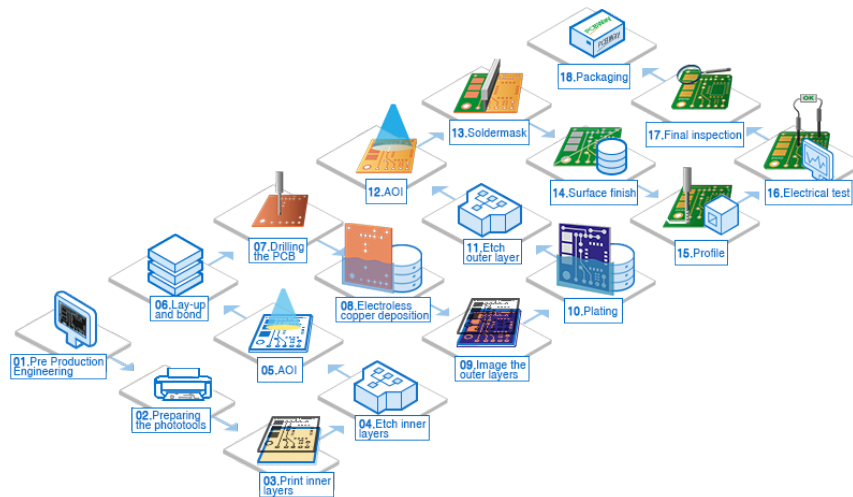 01.Pre Production
Engineering
02.Preparing
the phototools
03.Print inner
layers
04.Etch inner
layers
05.AOI
06.Lay-up
and bond
07.Drilling
the PCB
08.Electroless
copper deposition
09.Image the
outer layers
10.Plating
11.Etch
outer layer
12.AOI
13.Soldermask
14.Surface finish
15.Profile
16.Electrical test
OK
17.Final inspection
18.Packaging
PCBWay
PCBWay